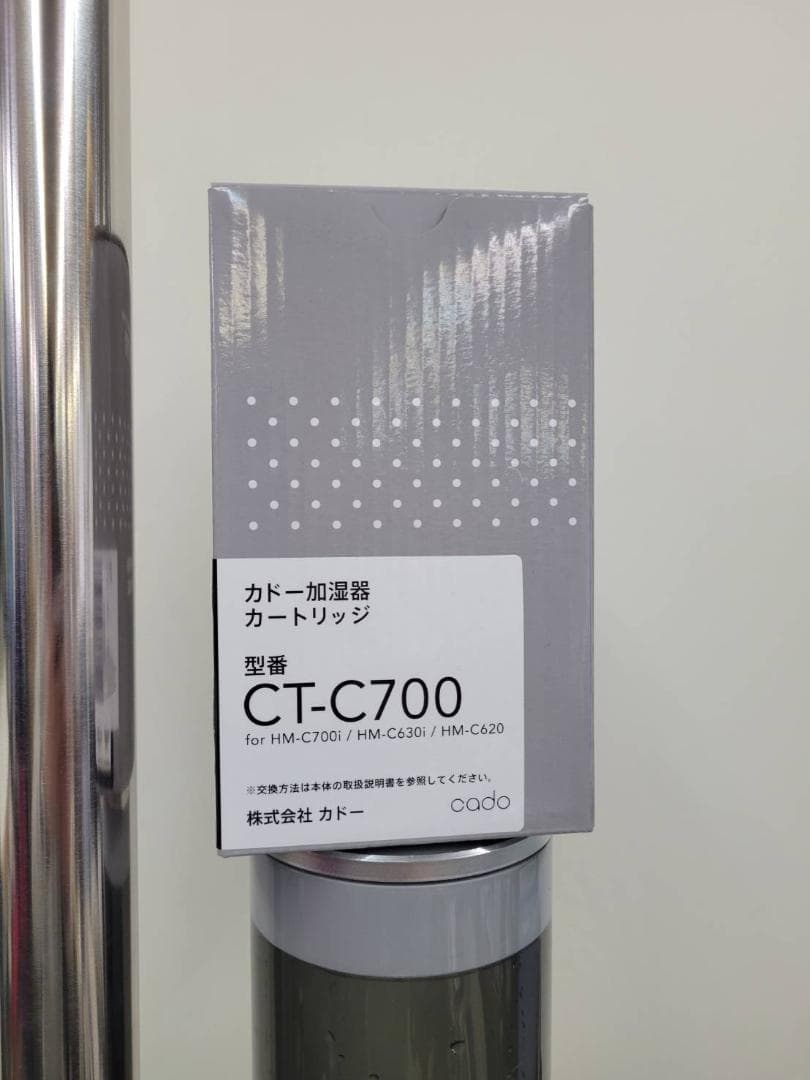 カドー加湿器
カートリッジ
型番
CT-C700
for HM-C700i / HM-C630i / HM-C620
※交換方法は本体の取扱説明書を参照してください。
株式会社 カドー
cado